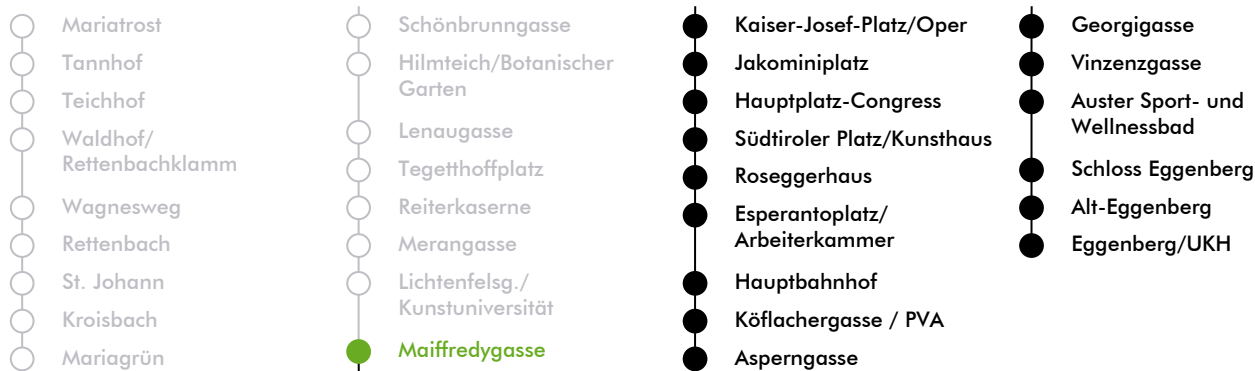 Mariatrost
Tannhof
Teichhof
Waldhof/
Rettenbachklamm
Wagnesweg
Rettenbach
St. Johann
Kroisbach
Mariagrün
Schönbrunngasse
Hilmteich/Botanischer
Garten
Lenaugasse
Tegetthoffplatz
Reiterkaserne
Merangasse
Lichtenfelsg./
Kunstuniversität
Maiffredygasse
Kaiser-Josef-Platz/Oper
Jakominiplatz
Hauptplatz-Congress
Südtiroler Platz/Kunsthaus
Roseggerhaus
Esperantoplatz/
Arbeiterkammer
Hauptbahnhof
Köflachergasse / PVA
Asperngasse
Georgigasse
Vinzenzgasse
Auster Sport- und
Wellnessbad
Schloss Eggenberg
Alt-Eggenberg
Eggenberg/UKH